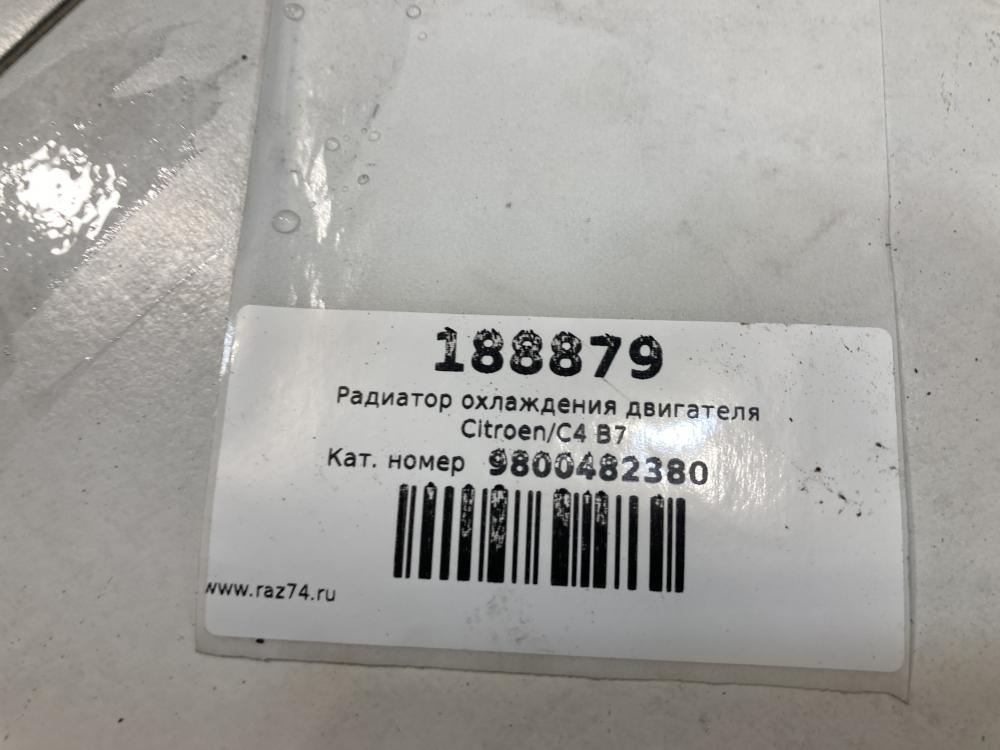 188879
Радиатор охлаждения двигателя
Citroen/C4 B7
Кат. номер 9800482380
www.raz74.ru